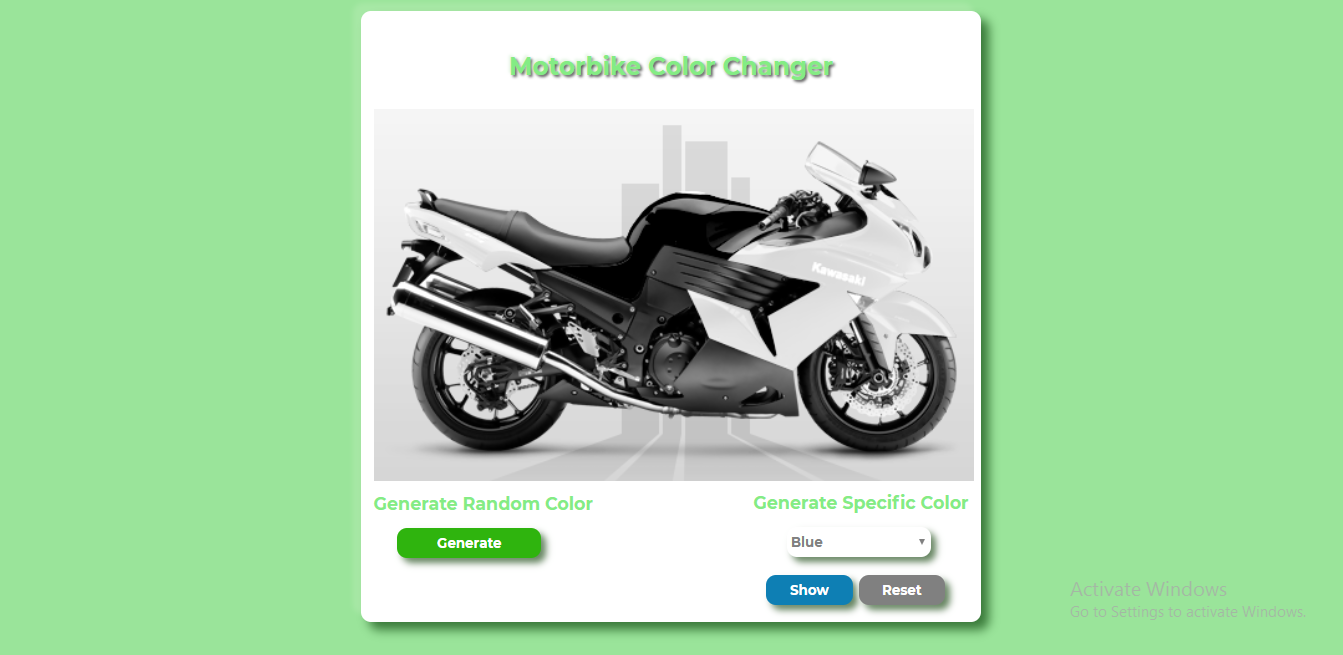 Motorbike Color Changer
Kawasaki
Generate Random Color
Generate Specific Color
Generate
Blue
Show
Reset
Activate Windows
Go to Settings to activate Windows.